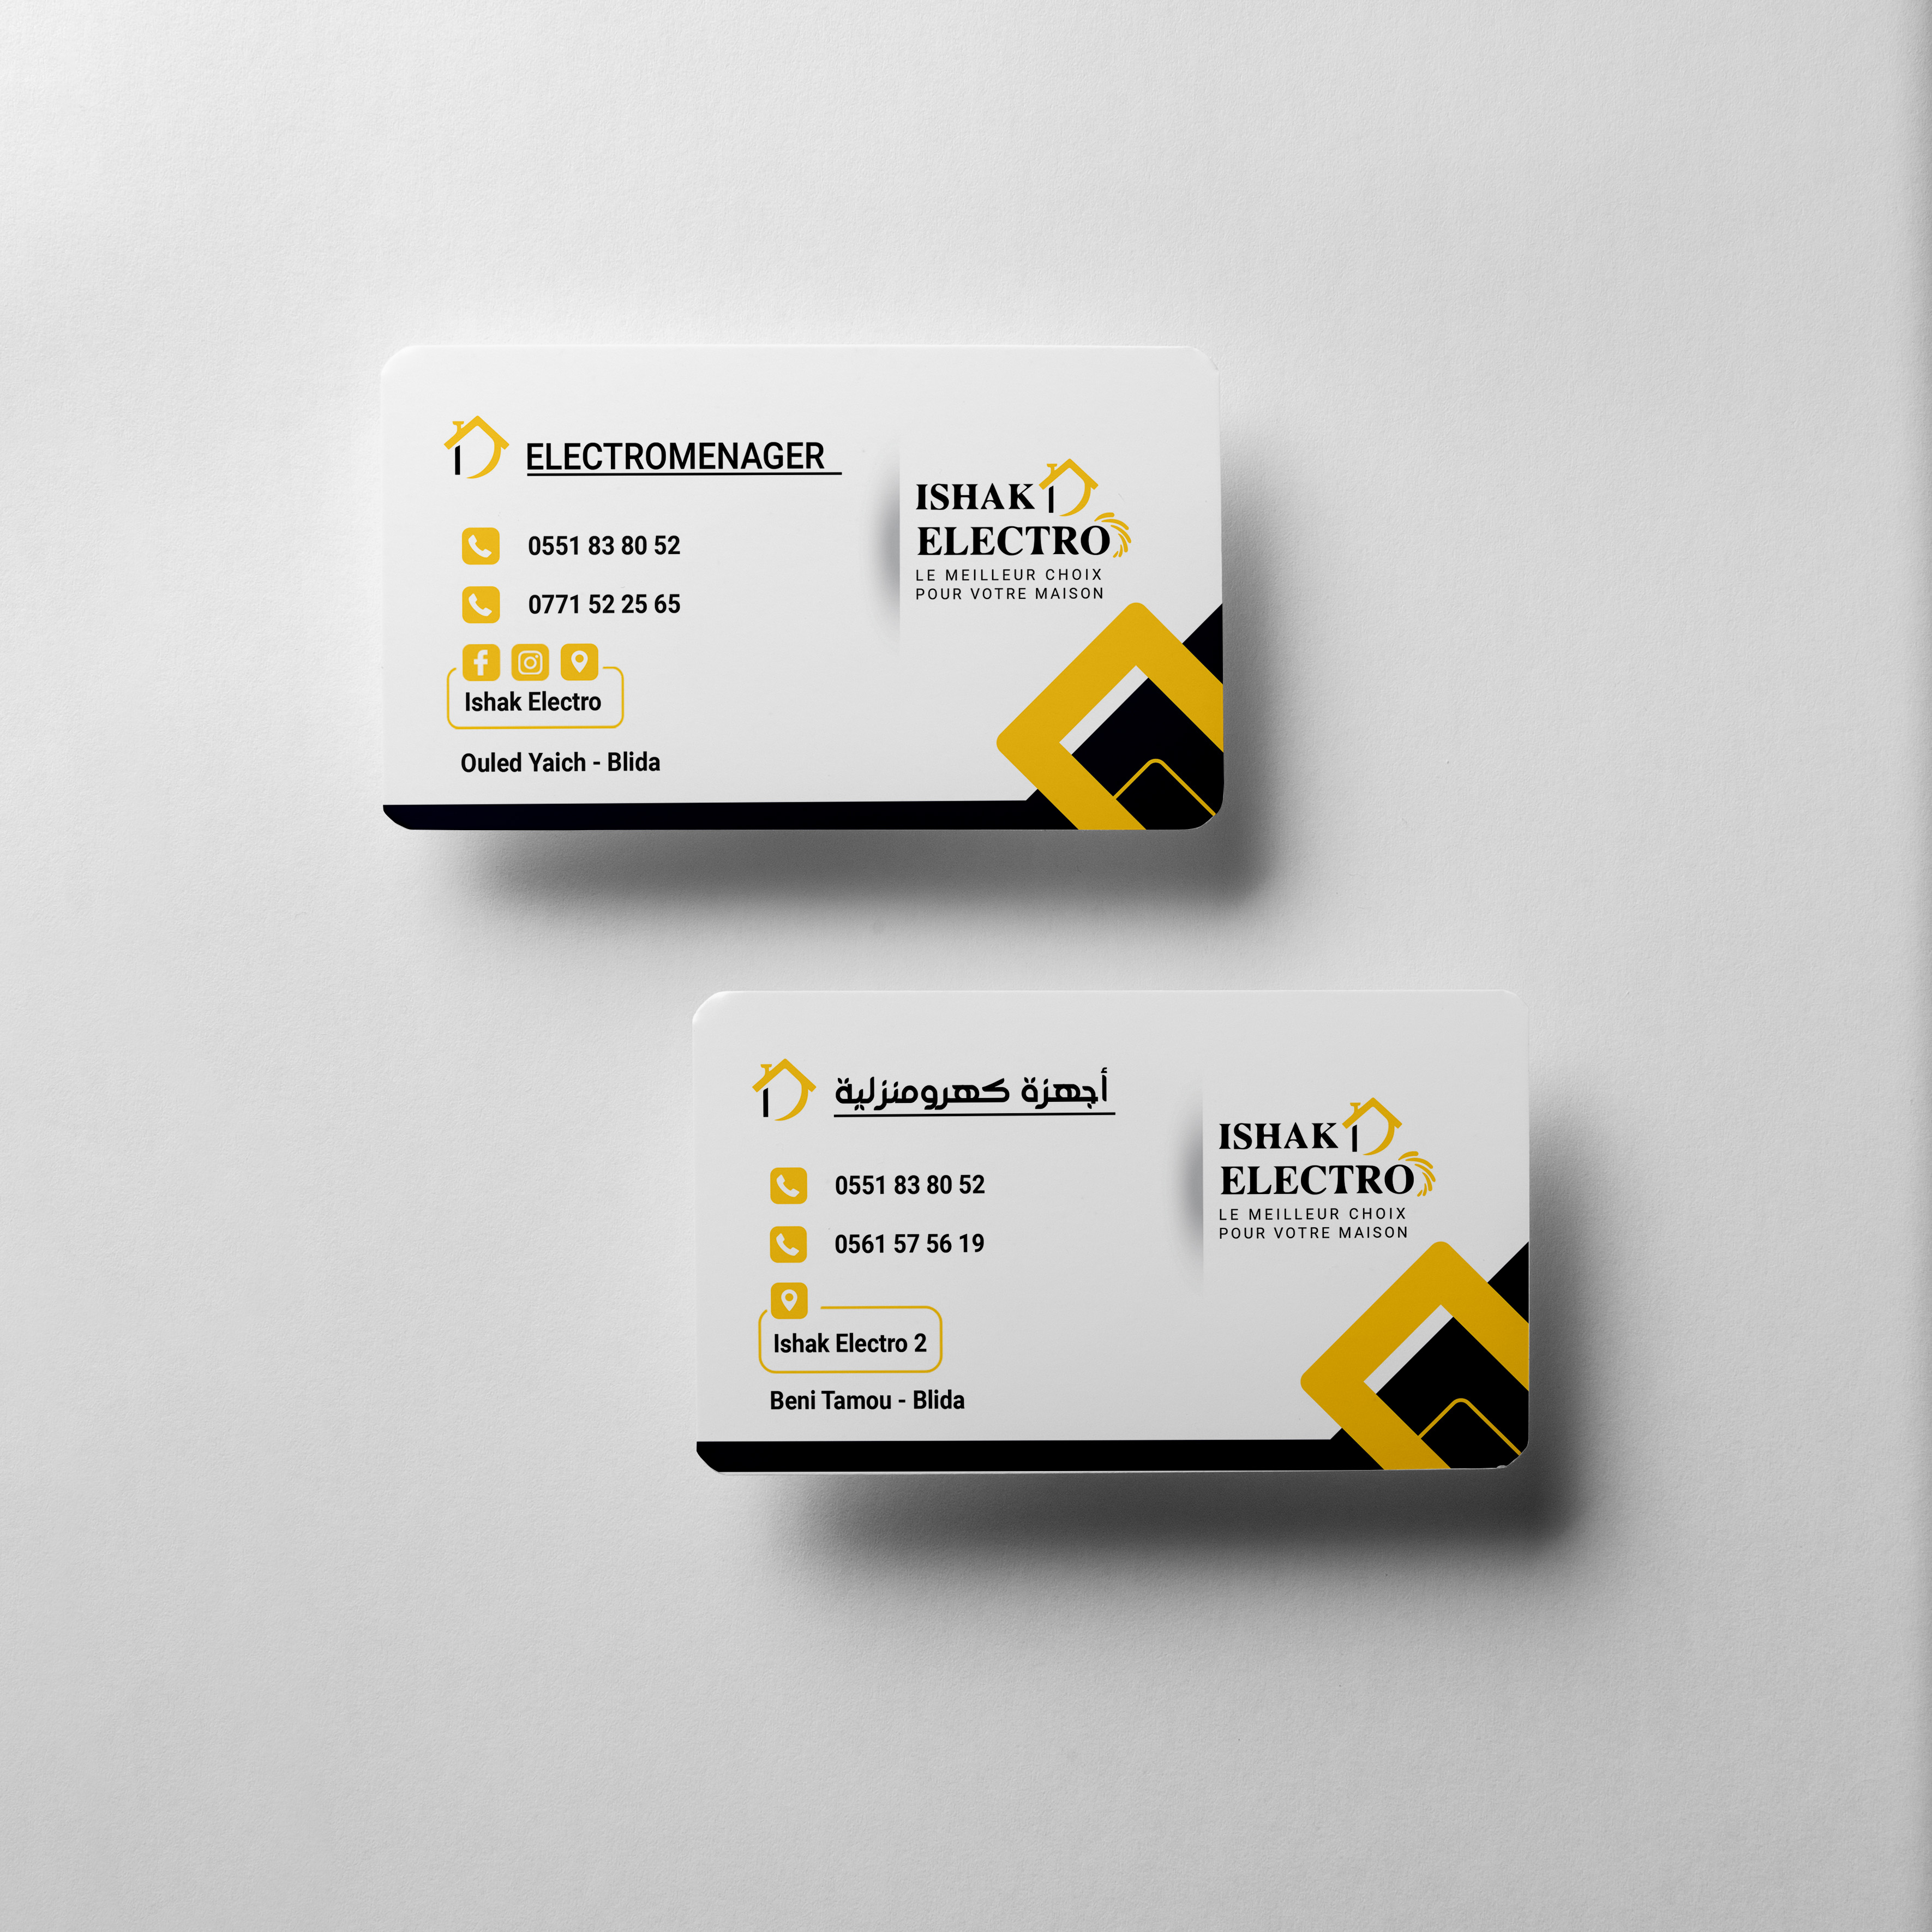 ELECTROMENAGER
0551 83 80 52
0771 52 25 65
Ishak Electro
Ouled Yaich - Blida
ISHAK
ELECTRO
LE MEILLEUR CHOIX
POUR VOTRE MAISON
أجهزة كهرومنزلية
0551 83 80 52
0561 57 56 19
Ishak Electro 2
Beni Tamou - Blida
ISHAK
ELECTRO
LE MEILLEUR CHOIX
POUR VOTRE MAISON